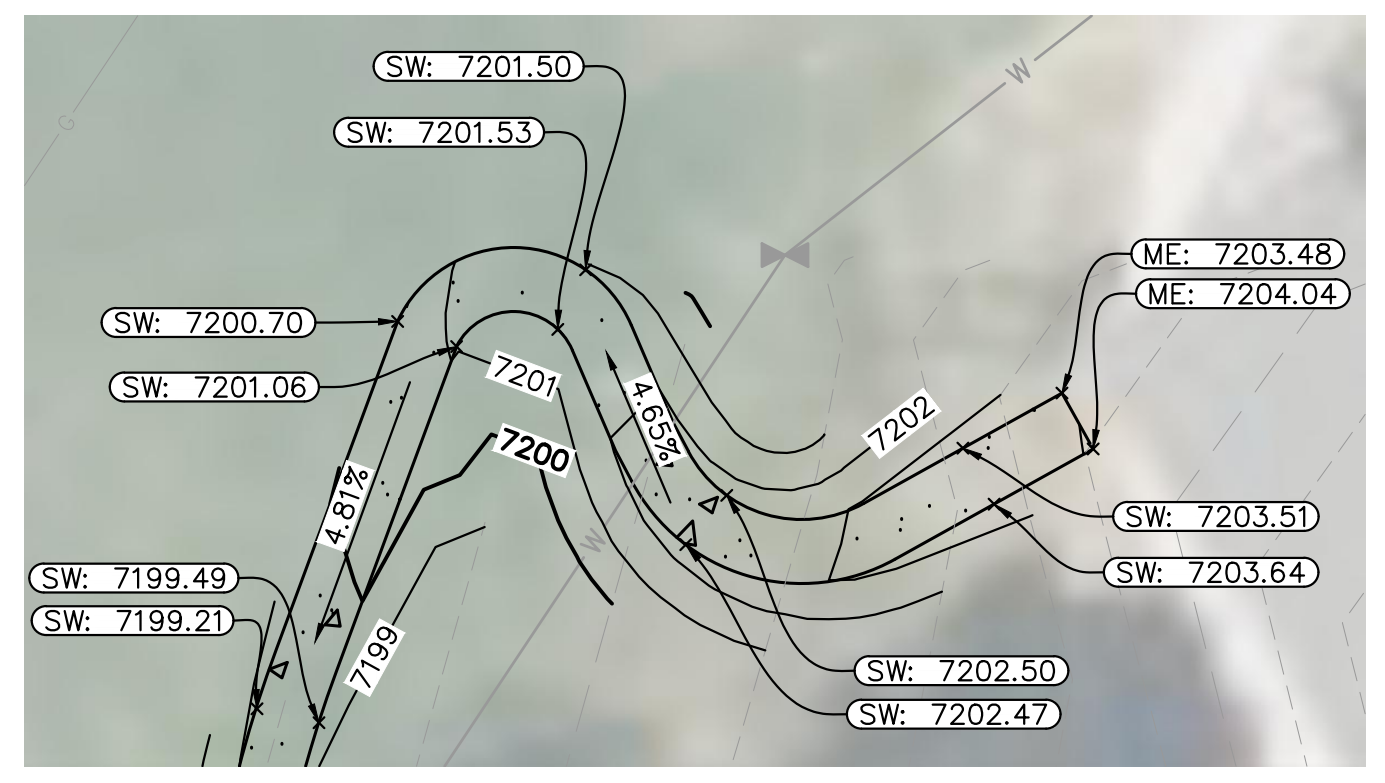 W
SW: 7201.50
G
SW: 7201.53
ME: 7203.48
ME: 7204.04
SW: 7200.70
SW: 7201.06
7201
4.65%
7202
7200
4.81%
SW: 7203.51
W
SW: 7203.64
SW: 7199.49
SW: 7199.21
7199
SW: 7202.50
SW: 7202.47